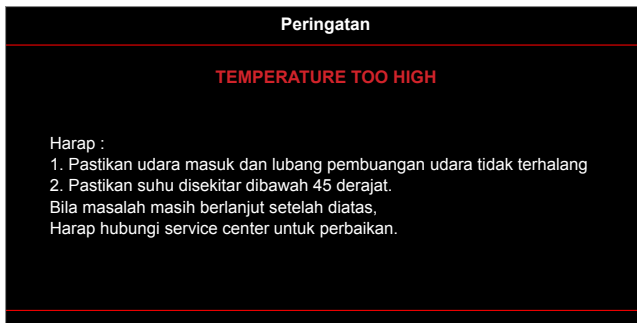 Peringatan
TEMPERATURE TOO HIGH
Harap :
1. Pastikan udara masuk dan lubang pembuangan udara tidak terhalang
2. Pastikan suhu disekitar dibawah 45 derajat.
Bila masalah masih berlanjut setelah diatas,
Harap hubungi service center untuk perbaikan.